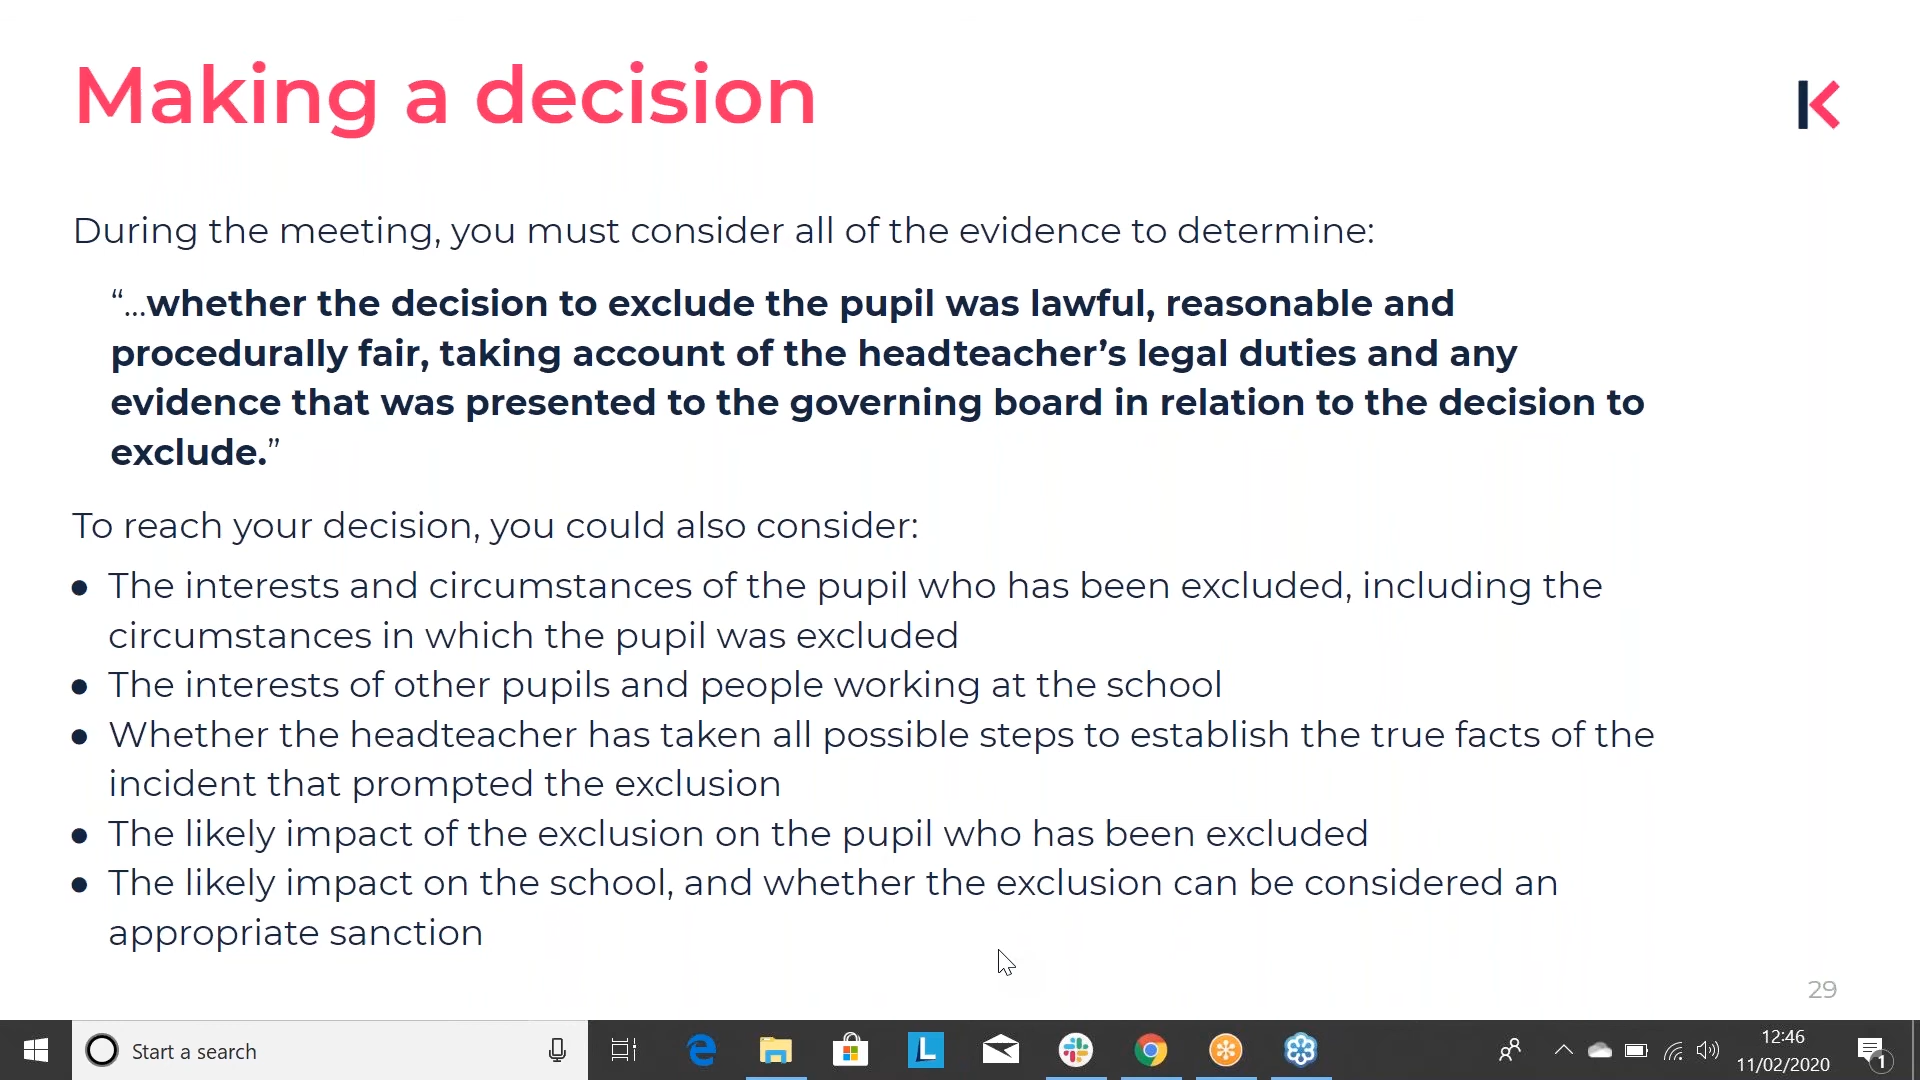 Making a decision
During the meeting, you must consider all of the evidence to determine:
“...whether the decision to exclude the pupil was lawful, reasonable and
procedurally fair, taking account of the headteacher’s legal duties and any
evidence that was presented to the governing board in relation to the decision to
exclude.”
To reach your decision, you could also consider:
● The interests and circumstances of the pupil who has been excluded, including the
circumstances in which the pupil was excluded
● The interests of other pupils and people working at the school
● Whether the headteacher has taken all possible steps to establish the true facts of the
incident that prompted the exclusion
● The likely impact of the exclusion on the pupil who has been excluded
● The likely impact on the school, and whether the exclusion can be considered an
appropriate sanction
29
Start a search
12:46
11/02/2020
1